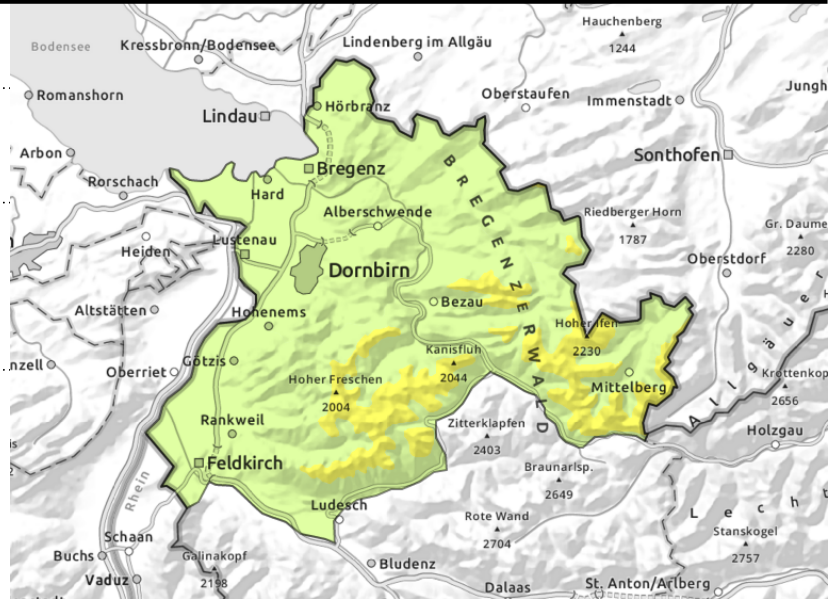 Hauchenberg
1244
Bodensee
Kressbronn/Bodensee
Lindenberg im Allgäu
Romanshorn
Oberstaufen
Jungh
Immenstadt
Hörbranz
Lindau
Arbon
Sonthofen
Bregenz
Rorschach
Hard
BREGENZERWALD
Alberschwende
Riedberger Horn
1787
Gr. Daume
2280
Heiden
Lustenau
Oberstdorf
Dornbirn
Bezau
Altstätten
Hohenems
Hoher Ifen
2230
Allgäuer
nzell
Oberriet
Götzis
Kanisfluh
2044
Hoher Freschen
2004
Mittelberg
Krottenkop
2656
Rankweil
Zitterklapfen
2403
Holzgau
Feldkirch
Braunarlsp.
2649
Rhein
Ludesch
Rote Wand
2704
Lecht
Stanskogel
2757
Schaan
Buchs
Galinakopf
2198
Bludenz
Vaduz
Dalaas
St. Anton/Arlberg